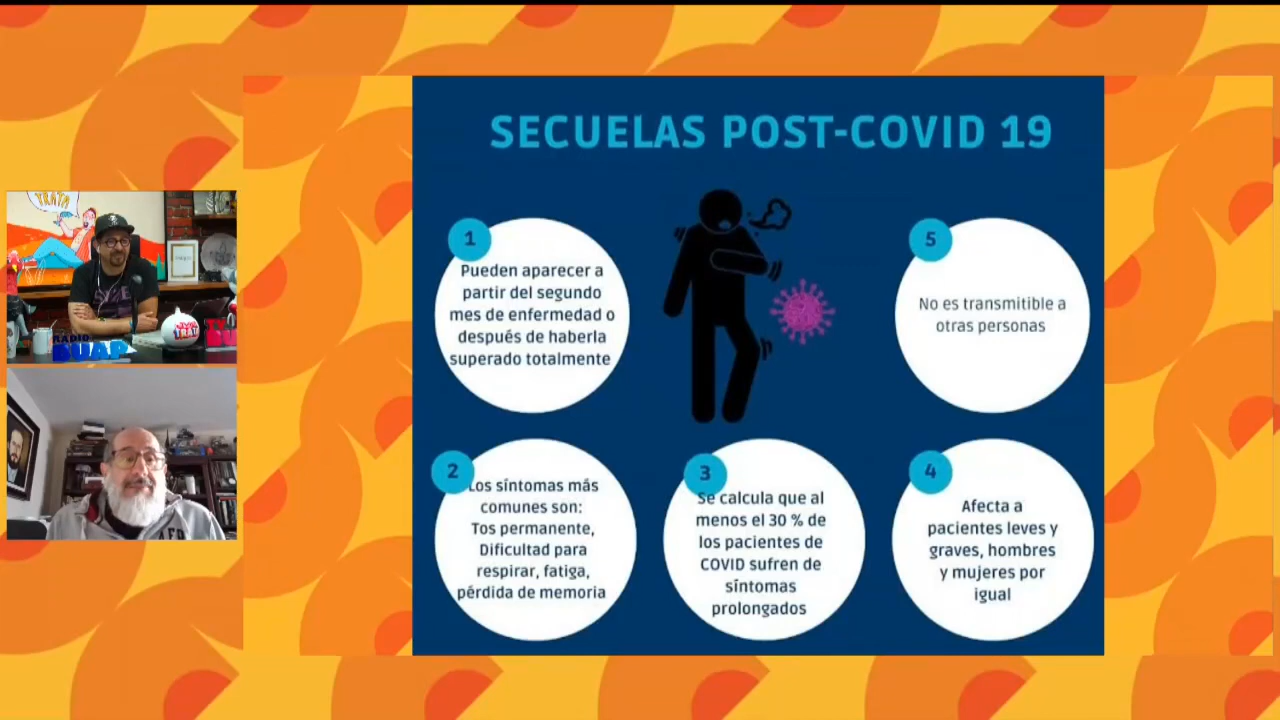 SECUELAS POST-COVID 19
1
Pueden aparecer a
partir del segundo
mes de enfermedad o
después de haberla
superado totalmente
2
Los síntomas más
comunes son:
Tos permanente,
Dificultad para
respirar, fatiga,
pérdida de memoria
3
Se calcula que al
menos el 30 % de
los pacientes de
COVID sufren de
síntomas
prolongados
4
Afecta a
pacientes leves y
graves, hombres
y mujeres por
igual
5
No es transmitible a
otras personas
TRATA
RADIO
BUAP
TRATA